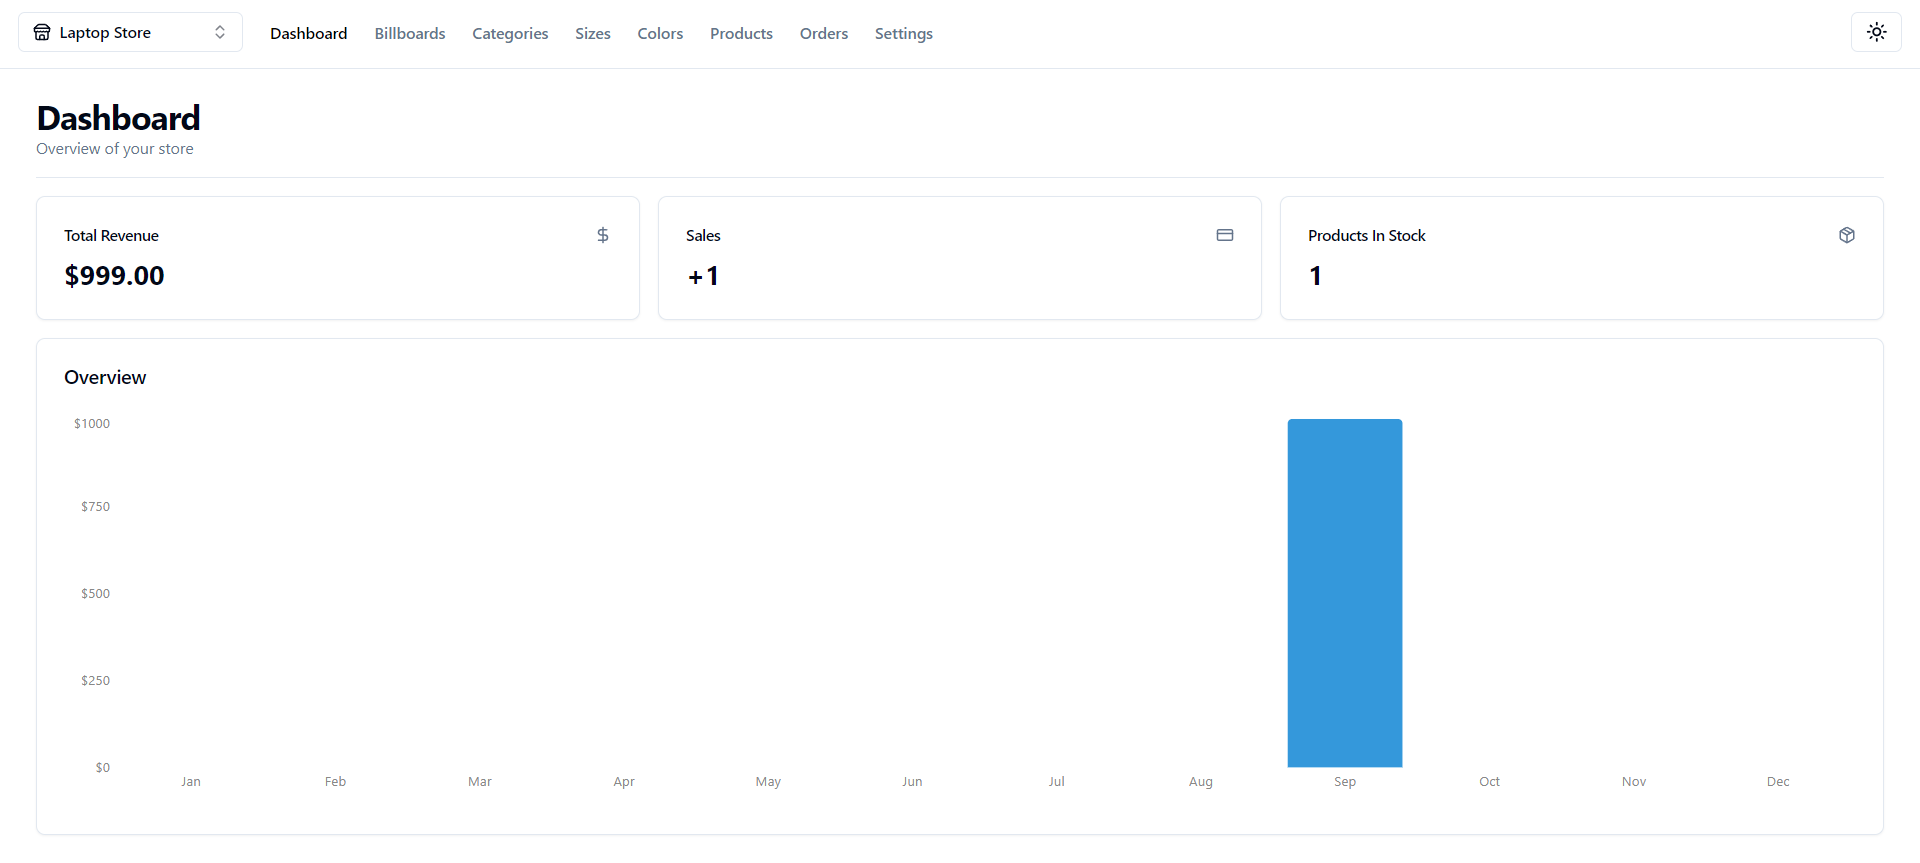 Laptop Store Dashboard Billboards Categories Sizes Colors Products Orders Settings
Dashboard
Overview of your store
Total Revenue
$999.00
Sales
+1
Products In Stock
1
Overview
$1000
$750
$500
$250
$0
Jan Feb Mar Apr May Jun Jul Aug Sep Oct Nov Dec